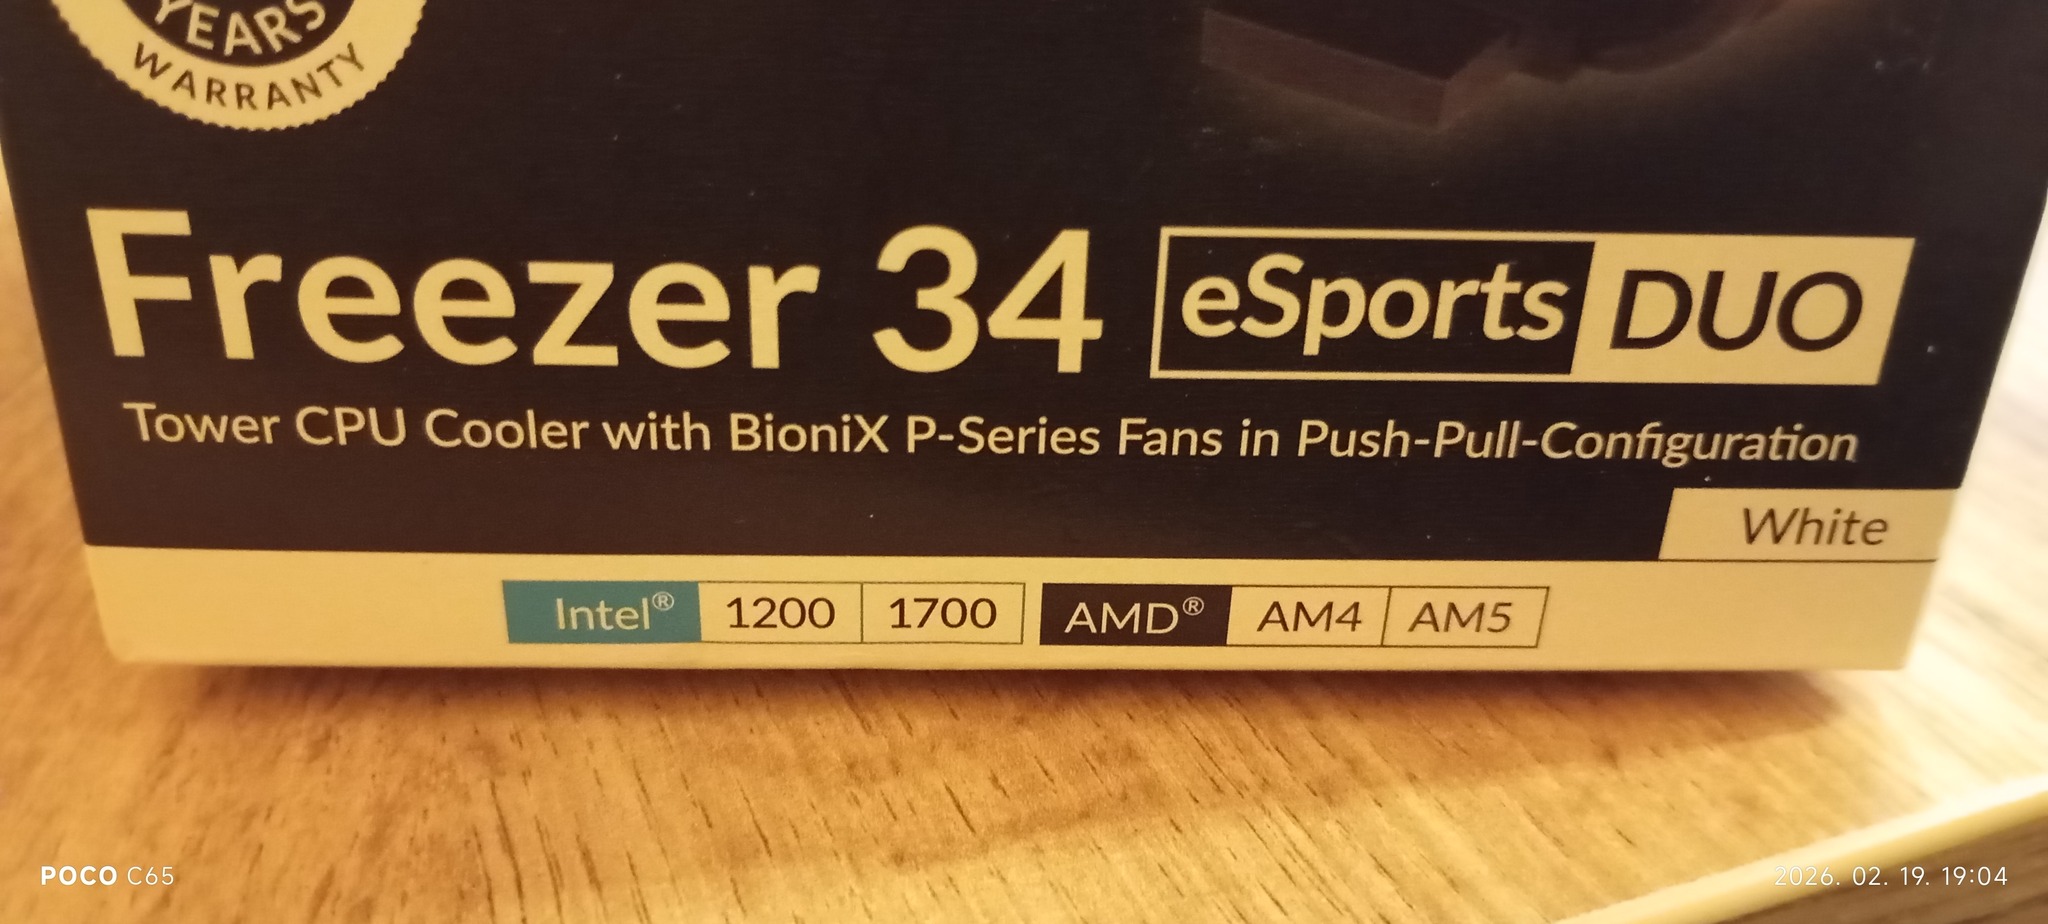 YEARS
WARRANTY
Freezer 34 eSports DUO
Tower CPU Cooler with BioniX P-Series Fans in Push-Pull-Configuration
White
Intel® 1200 1700 AMD® AM4 AM5
POCO C65
2026. 02. 19. 19:04